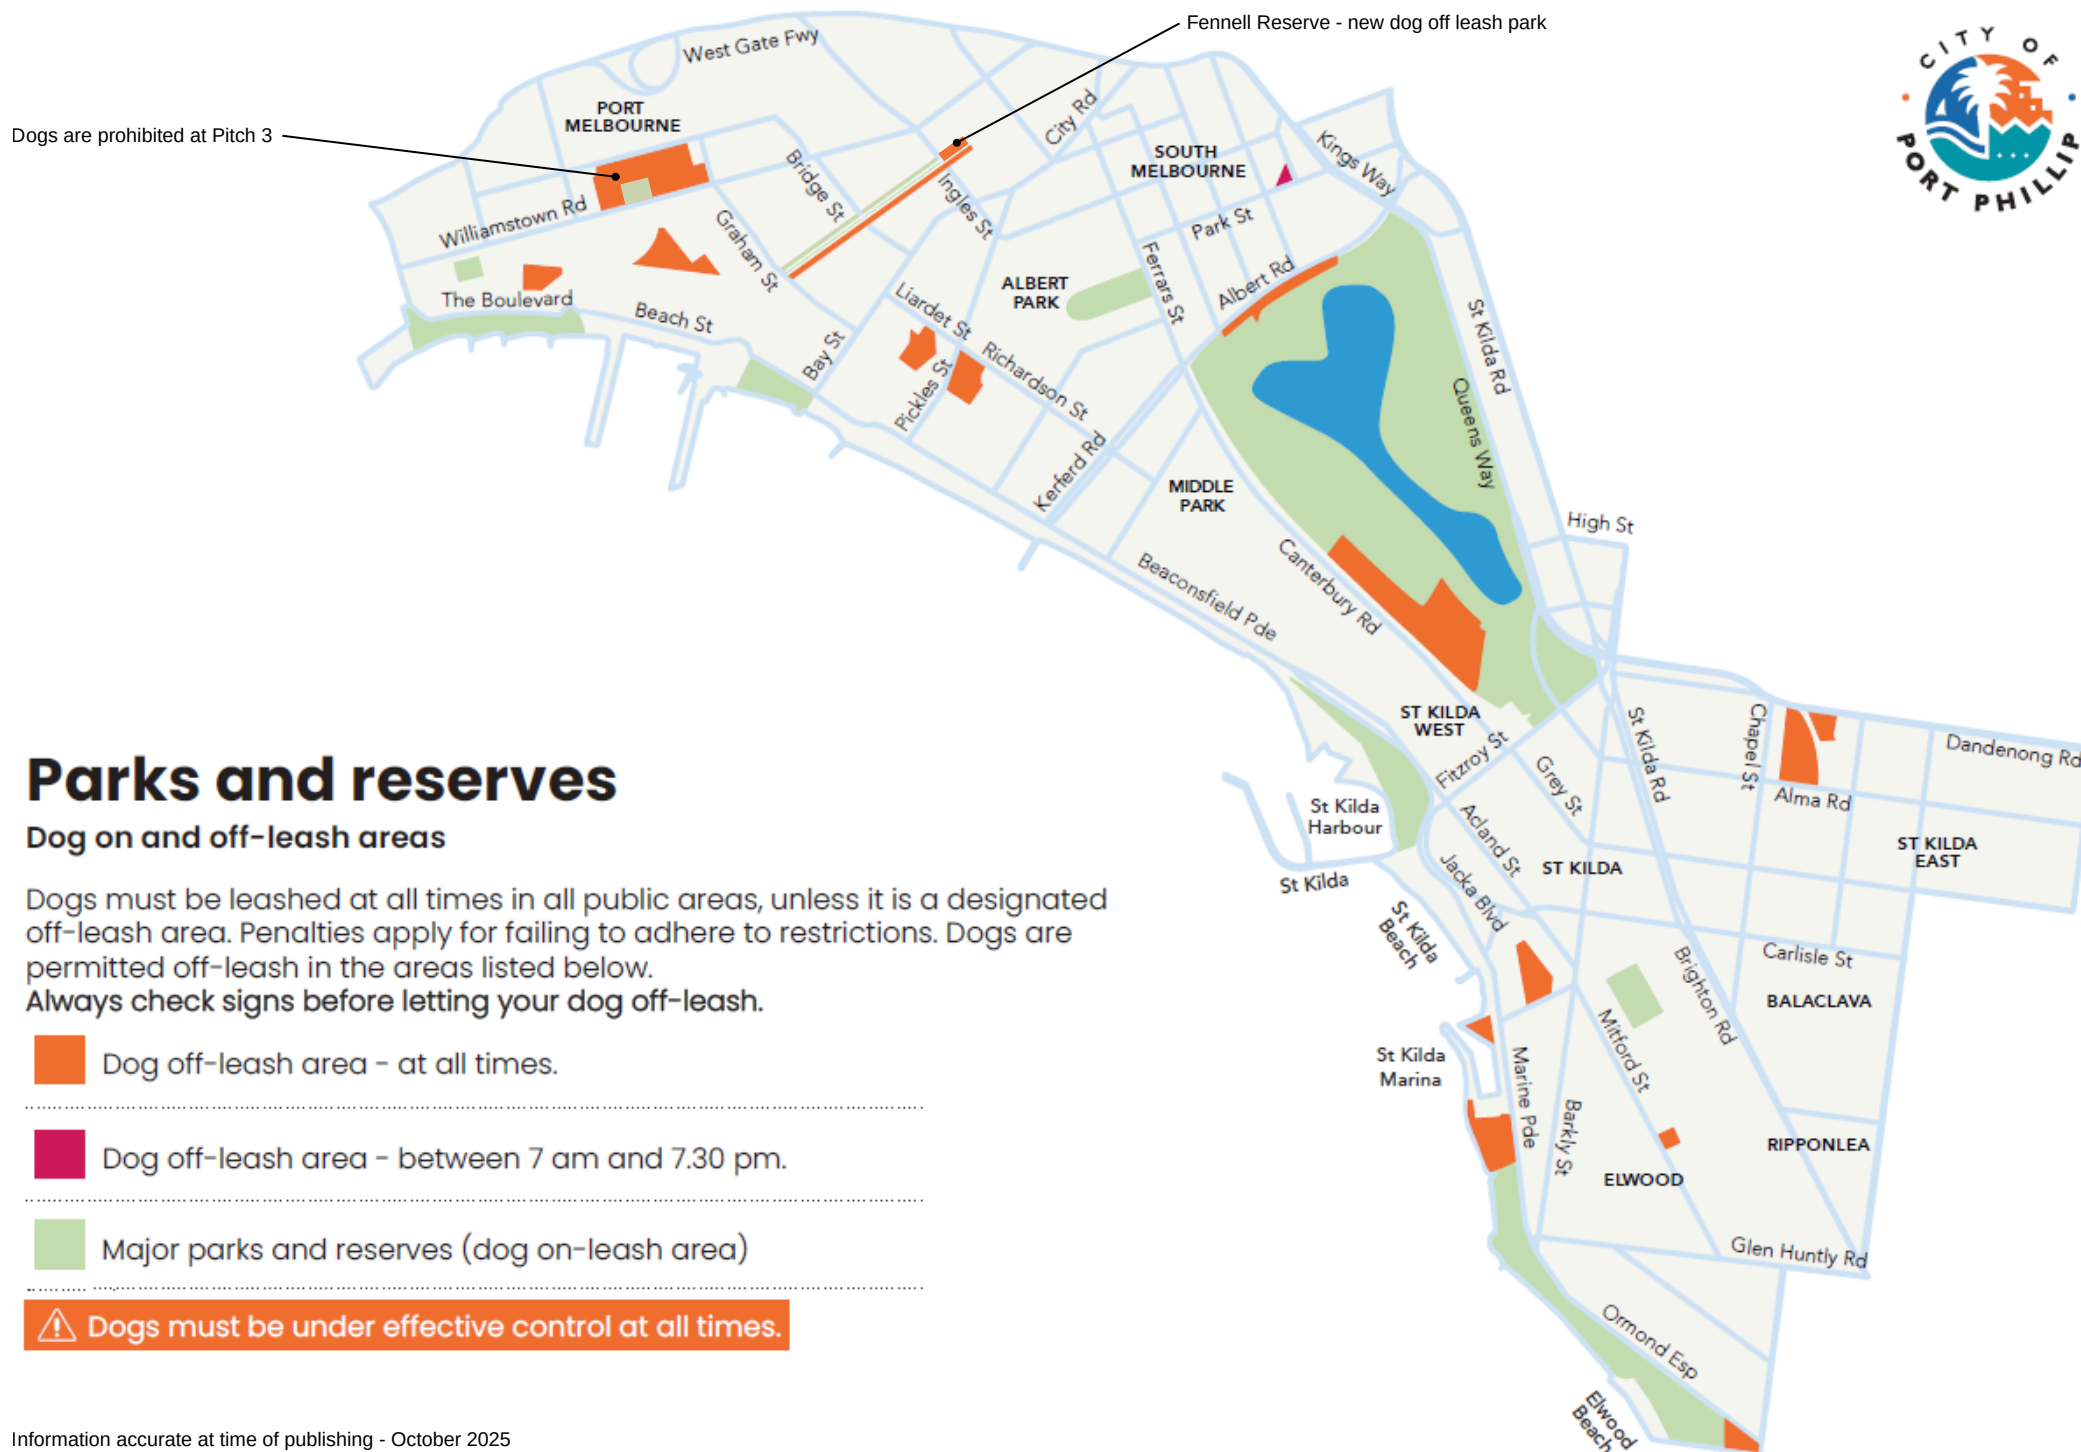 Fennell Reserve - new dog off leash park
CITY OF
PORT PHILLIP
West Gate Fwy
Dogs are prohibited at Pitch 3
PORT
MELBOURNE
City Rd
SOUTH
MELBOURNE
Kings Way
Bridge St
Ingles St
Williamstown Rd
Graham St
Park St
Ferrars St
Albert Rd
The Boulevard
Beach St
ALBERT
PARK
Liardet St
St Kilda Rd
Bay St
Pickles St
Richardson St
Queens Way
Kerferd Rd
MIDDLE
PARK
High St
Canterbury Rd
Beaconsfield Pde
ST KILDA
WEST
Fitzroy St
Grey St
St Kilda Rd
Chapel St
Dandenong Rd
Alma Rd
St Kilda
Harbour
Acland St
ST KILDA
EAST
ST KILDA
St Kilda
Jacka Blvd
St Kilda
Beach
Carlisle St
Brighton Rd
BALACLAVA
Mitford St
St Kilda
Marina
Marine Pde
Barkly St
RIPPONLEA
ELWOOD
Glen Huntly Rd
Ormond Esp
Elwood
Beach
Parks and reserves
Dog on and off-leash areas
Dogs must be leashed at all times in all public areas, unless it is a designated
off-leash area. Penalties apply for failing to adhere to restrictions. Dogs are
permitted off-leash in the areas listed below.
Always check signs before letting your dog off-leash.
Dog off-leash area - at all times.
Dog off-leash area - between 7 am and 7.30 pm.
Major parks and reserves (dog on-leash area)
Dogs must be under effective control at all times.
Information accurate at time of publishing - October 2025